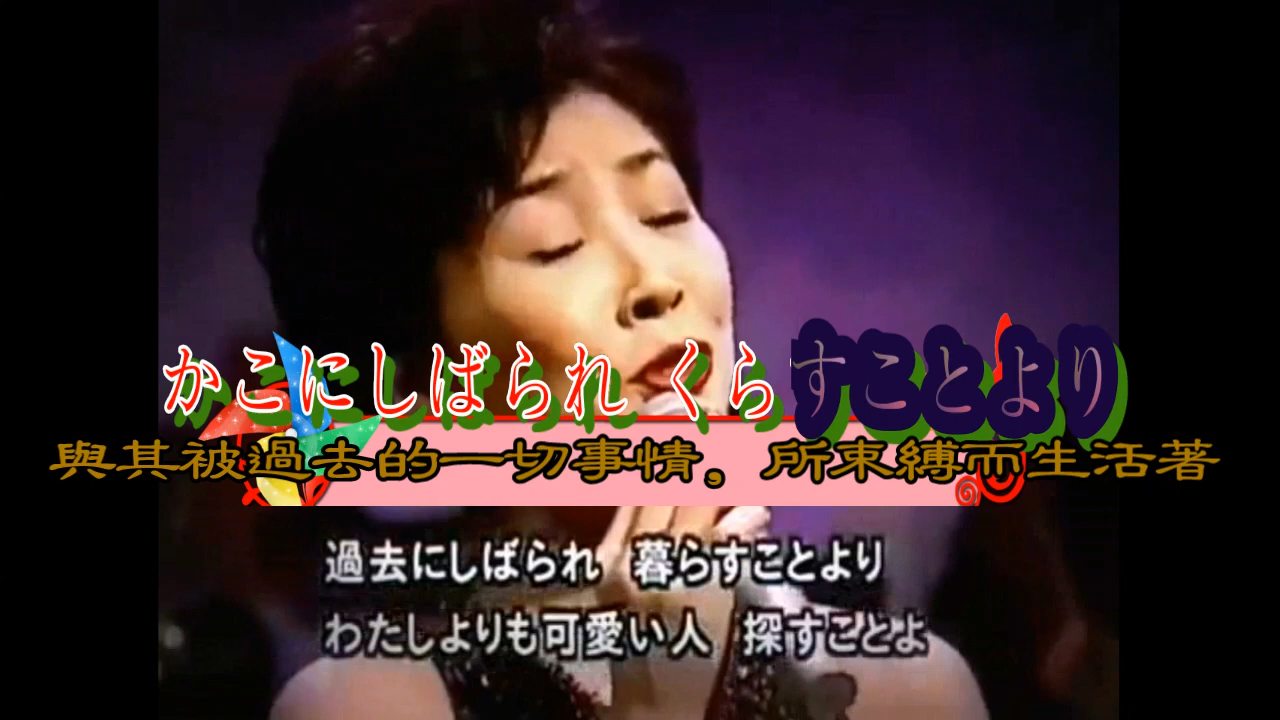 かこにしばられ くらすことより
與其被過去的一切事情，所束縛而生活著
過去にしばられ 暮らすことより
わたしよりも可愛い人 探すことよ